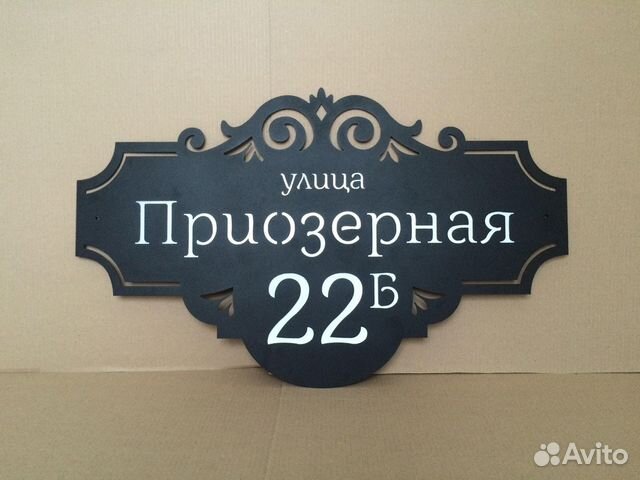 улица
Приозерная
22Б
Avito